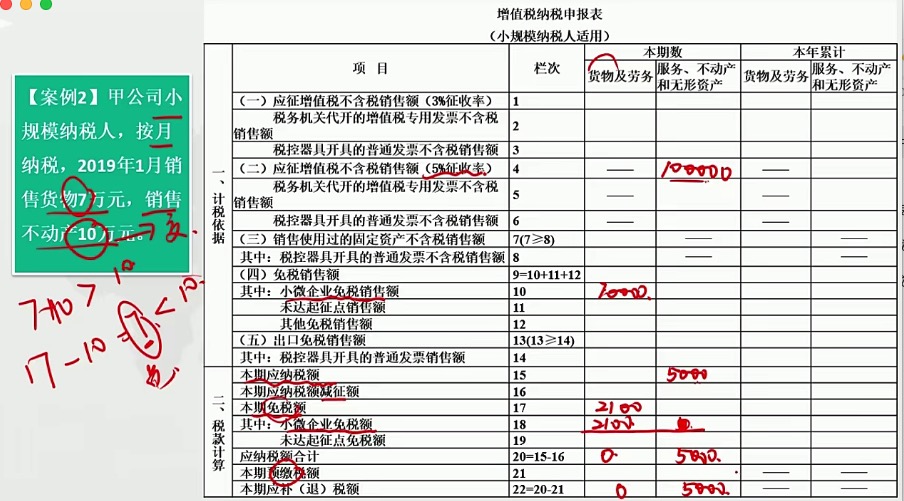 增值税纳税申报表
（小规模纳税人适用）
【案例2】甲公司小
规模纳税人，按月
纳税，2019年1月销
售货物7万元，销售
不动产10万元。
7+10 > 10
17-10
7 < 10.
项 目 栏次 本期数 本年累计
货物及劳务 服务、不动产和无形资产 货物及劳务 服务、不动产和无形资产
一、计税依据
（一）应征增值税不含税销售额（3%征收率） 1
税务机关代开的增值税专用发票不含税
销售额 2
税控器具开具的普通发票不含税销售额 3
（二）应征增值税不含税销售额（5%征收率） 4 —— 100000 ——
税务机关代开的增值税专用发票不含税
销售额 5 —— ——
税控器具开具的普通发票不含税销售额 6 —— ——
（三）销售使用过的固定资产不含税销售额 7(7≥8) —— ——
其中：税控器具开具的普通发票不含税销售额 8 —— ——
（四）免税销售额 9=10+11+12
其中：小微企业免税销售额 10 70000.
未达起征点销售额 11
其他免税销售额 12
（五）出口免税销售额 13(13≥14)
其中：税控器具开具的普通发票销售额 14
二、税款计算
本期应纳税额 15 5000
本期应纳税额减征额 16
本期免税额 17 2100
其中：小微企业免税额 18 2100 0
未达起征点免税额 19
应纳税额合计 20=15-16 0 5000.
本期预缴税额 21 —— ——
本期应补（退）税额 22=20-21 0 5000. —— ——